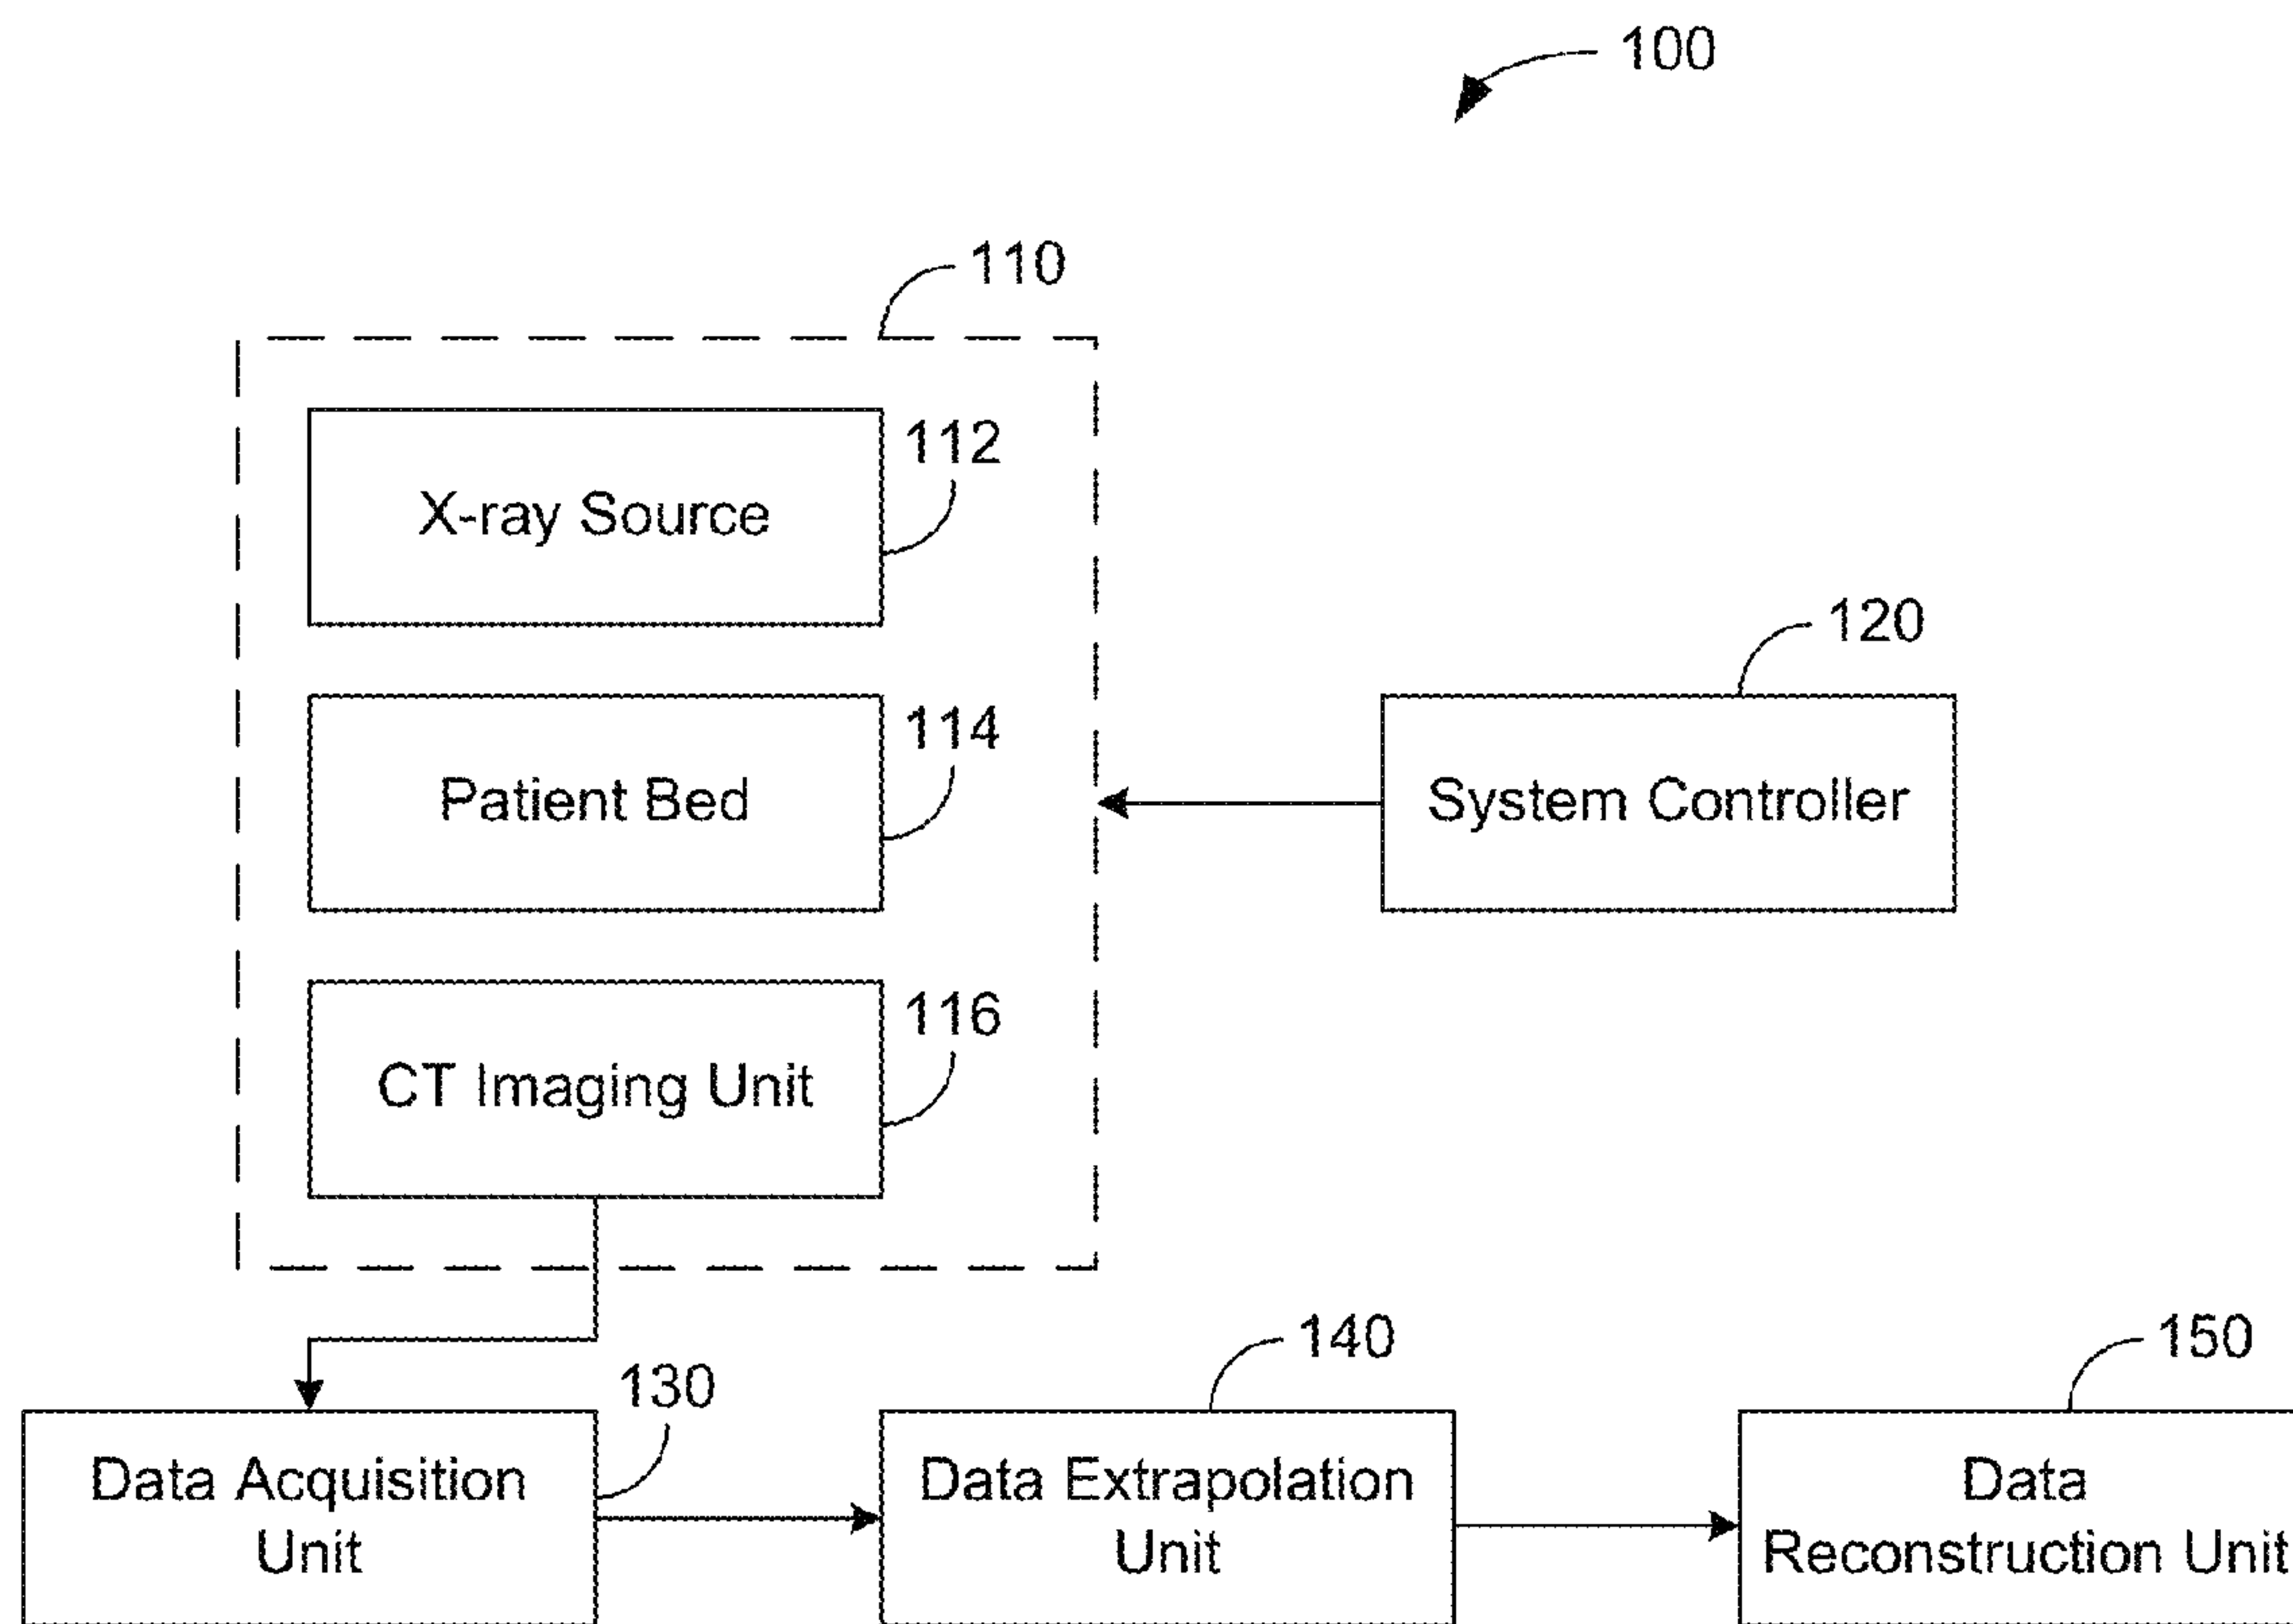 100
110
112
X-ray Source
120
114
Patient Bed
System Controller
116
CT Imaging Unit
140
150
130
Data Acquisition
Unit
Data Extrapolation
Unit
Data
Reconstruction Unit